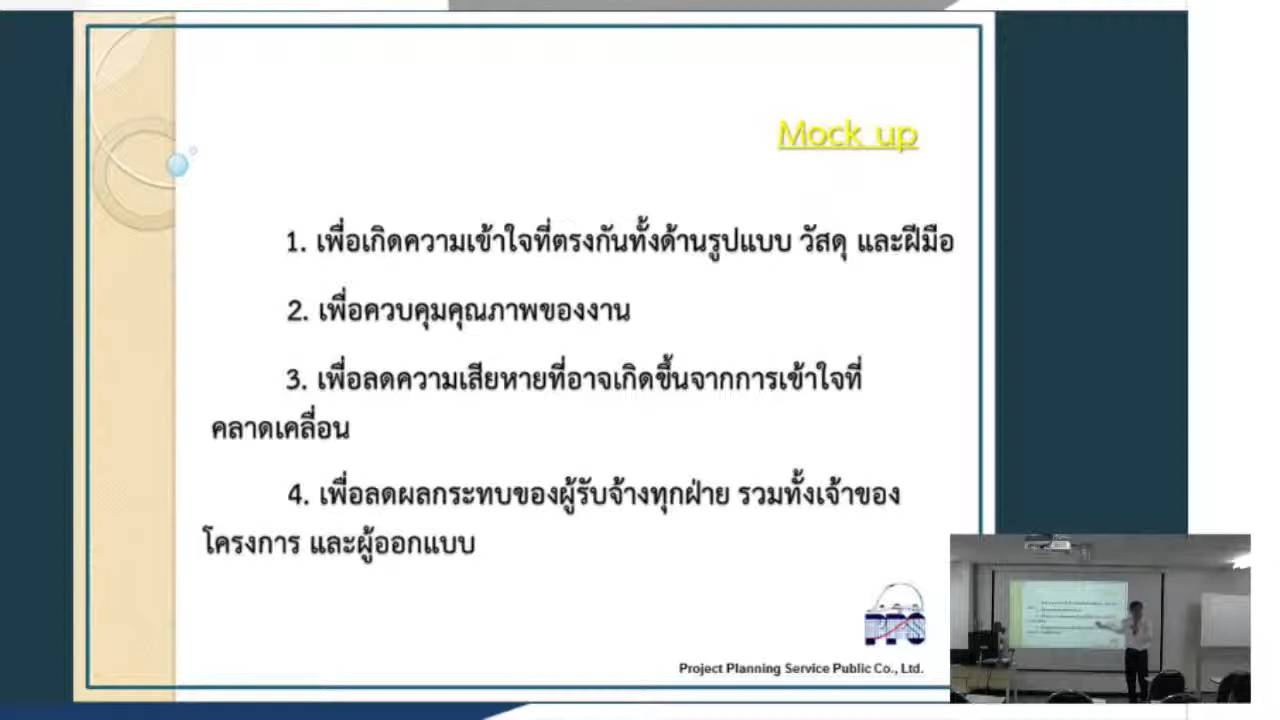 Mock up
1. เพื่อเกิดความเข้าใจที่ตรงกันทั้งด้านรูปแบบ วัสดุ และฝีมือ
2. เพื่อควบคุมคุณภาพของงาน
3. เพื่อลดความเสียหายที่อาจเกิดขึ้นจากการเข้าใจที่
คลาดเคลื่อน
4. เพื่อลดผลกระทบของผู้รับจ้างทุกฝ่าย รวมทั้งเจ้าของ
โครงการ และผู้ออกแบบ
PPS
Project Planning Service Public Co., Ltd.